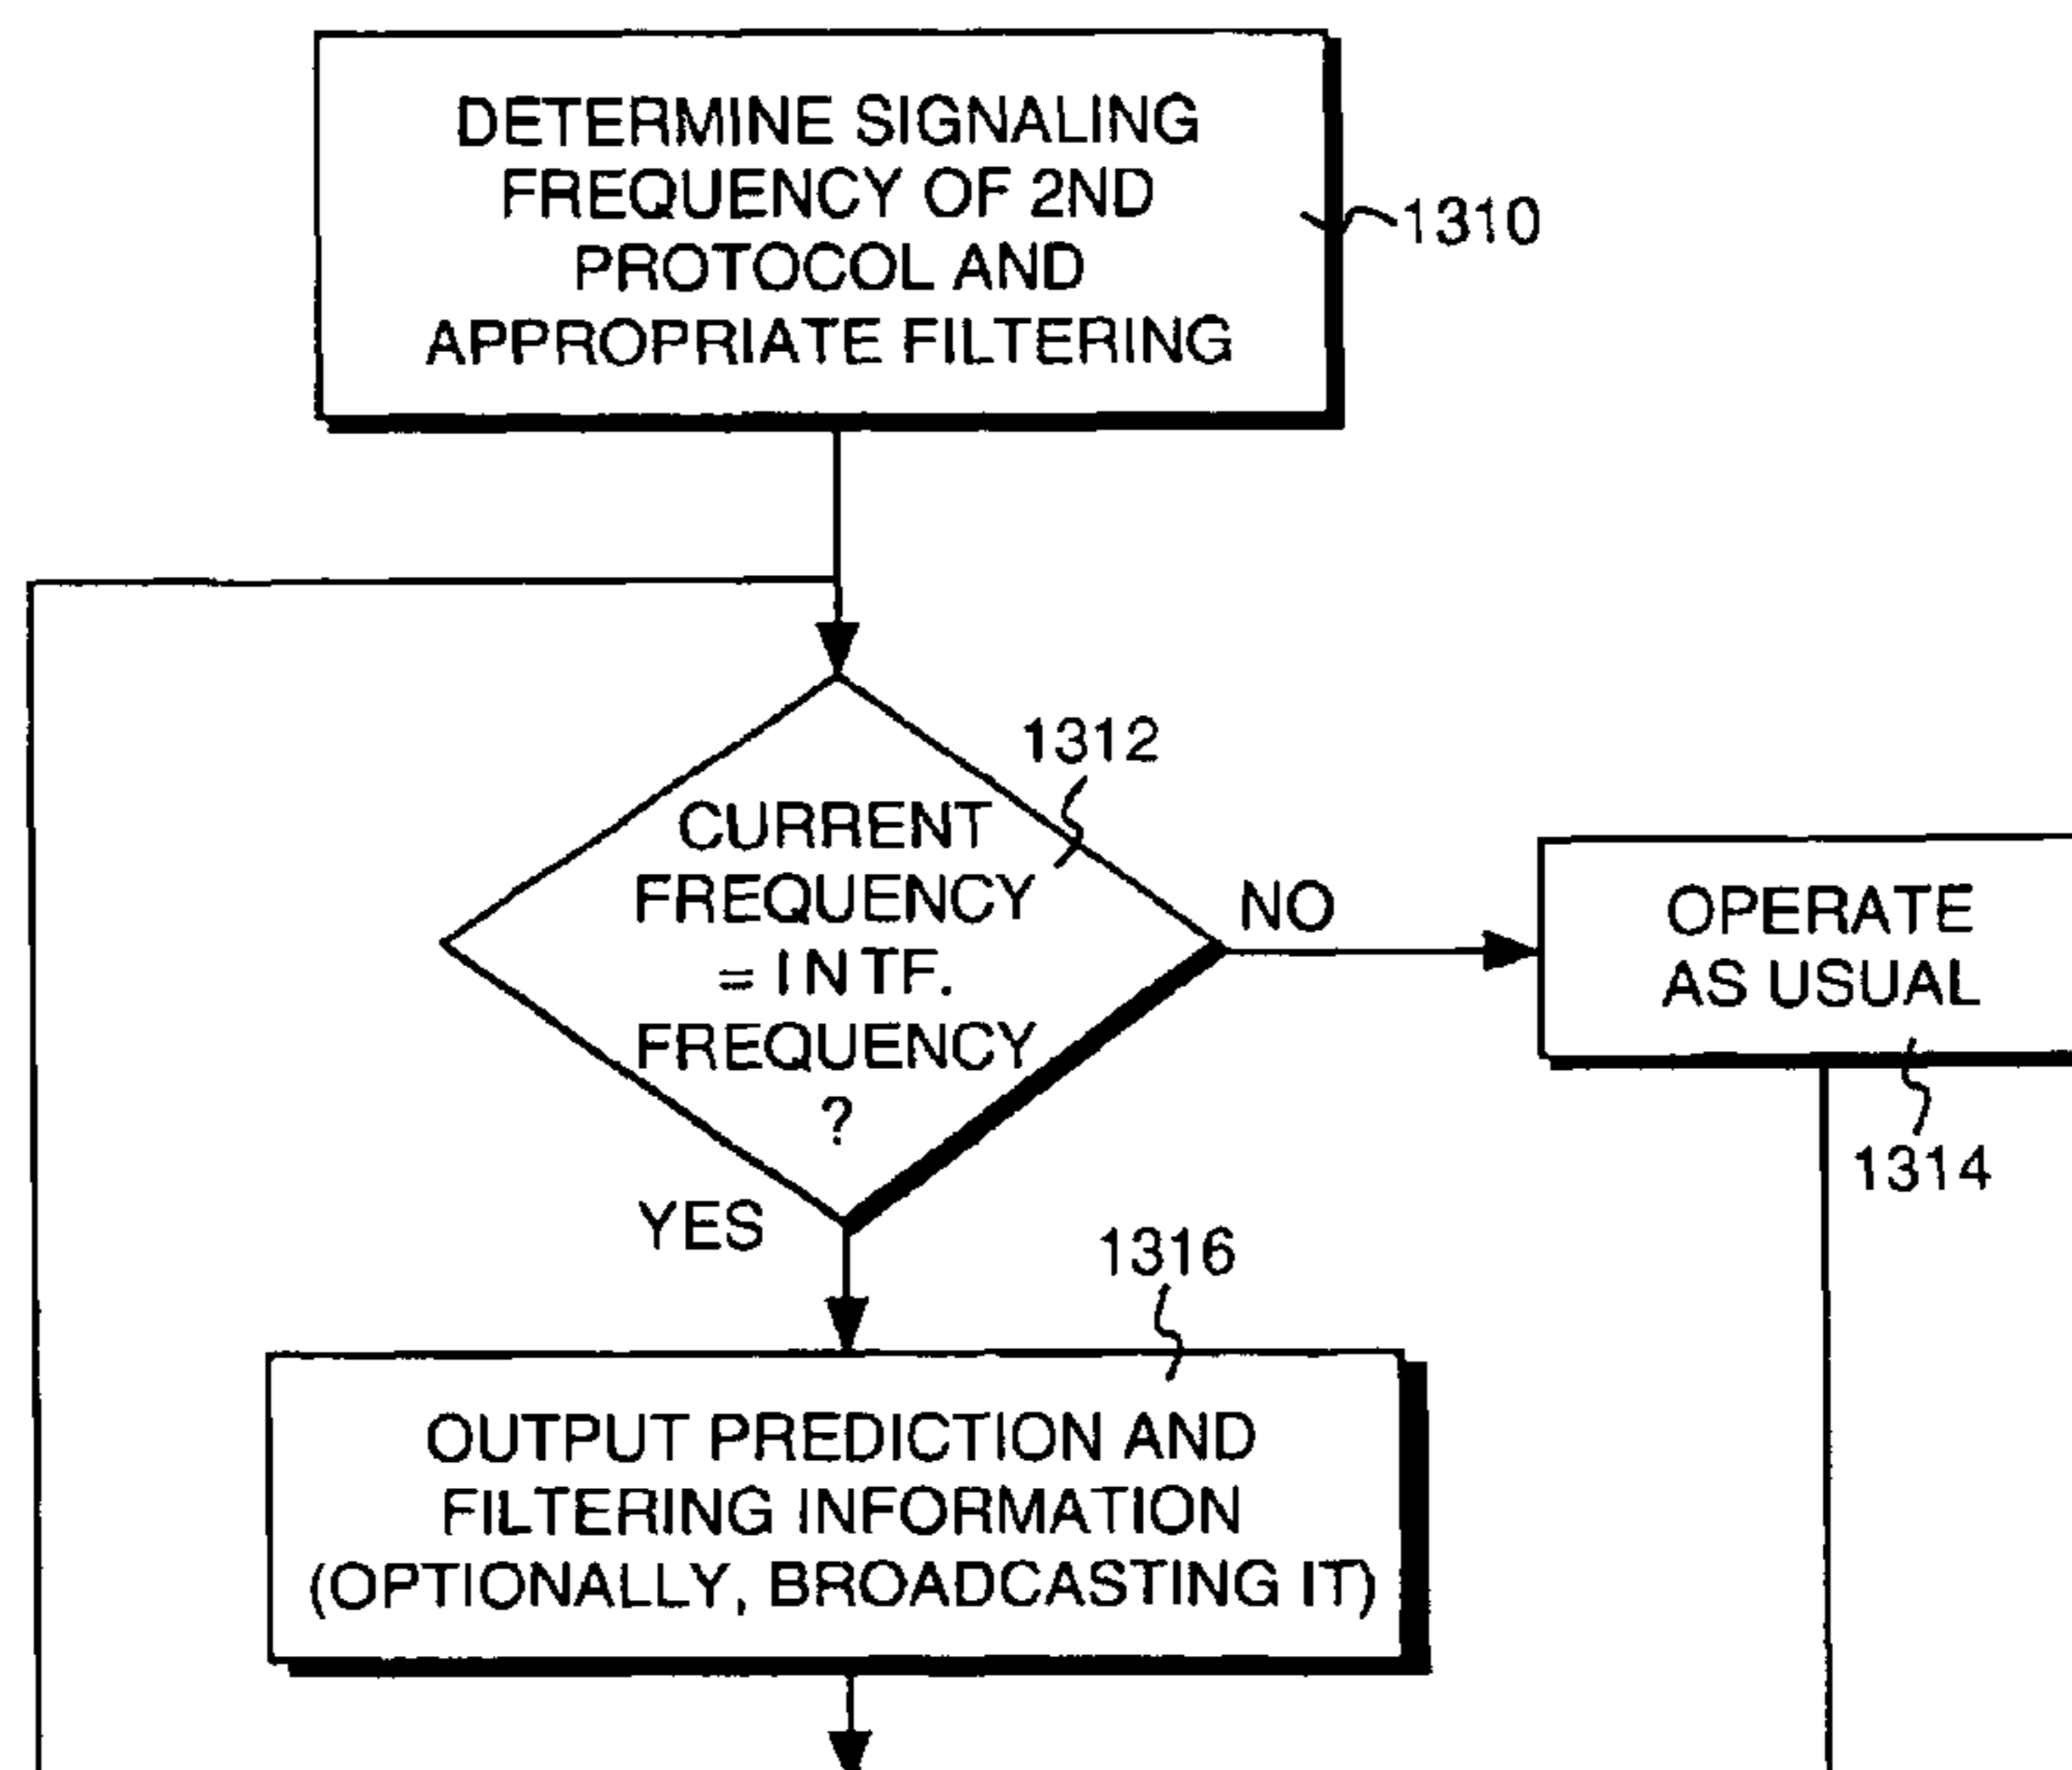 DETERMINE SIGNALING
FREQUENCY OF 2ND
PROTOCOL AND
APPROPRIATE FILTERING
1310
1312
CURRENT
FREQUENCY
= INTF.
FREQUENCY
?
NO
OPERATE
AS USUAL
1314
YES
1316
OUTPUT PREDICTION AND
FILTERING INFORMATION
(OPTIONALLY, BROADCASTING IT)